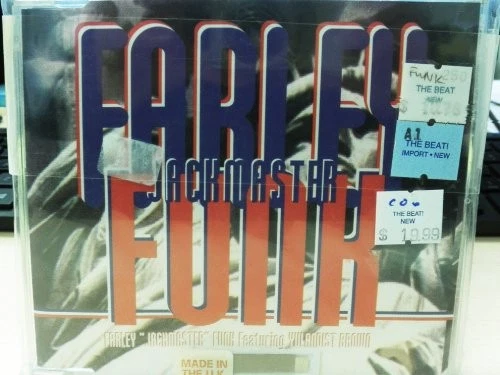 FARLEY
JACKMASTER
FUNK
FARLEY "JACKMASTER" FUNK Featuring
MADE IN
THE U.K.
FUNK
THE BEAT
NEW
$
A1
THE BEAT!
IMPORT • NEW
THE BEAT!
NEW
$ 19.99